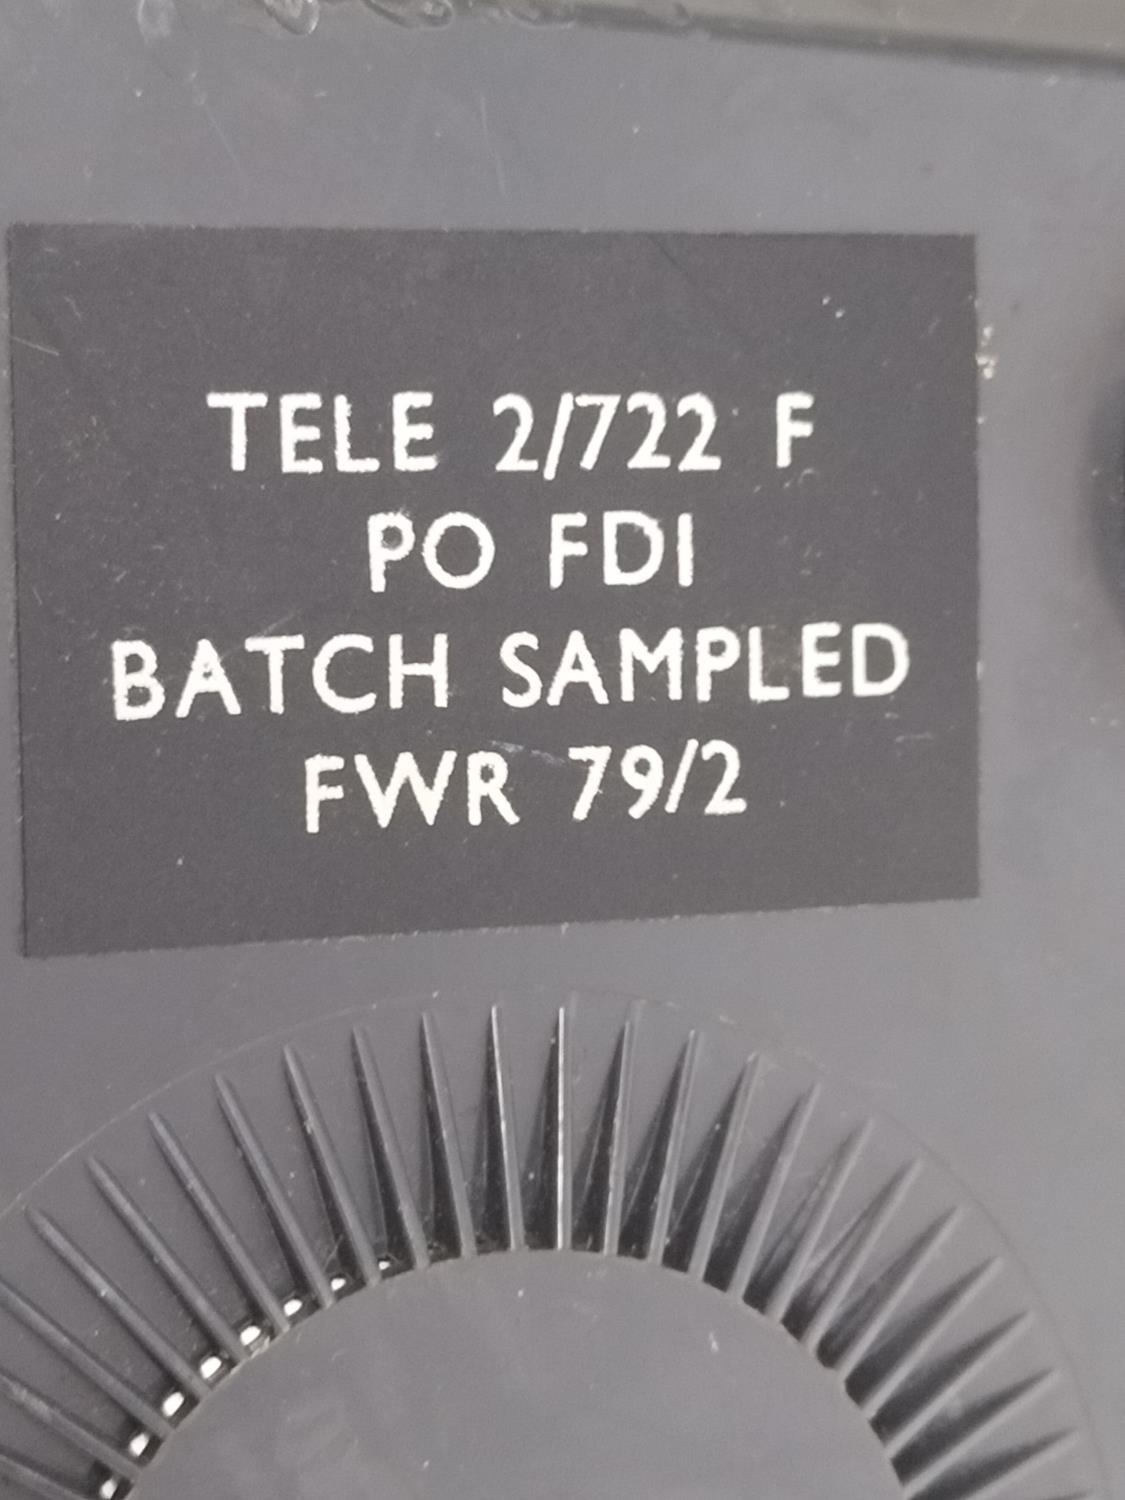 TELE 2/722 F
PO FDI
BATCH SAMPLED
FWR 79/2